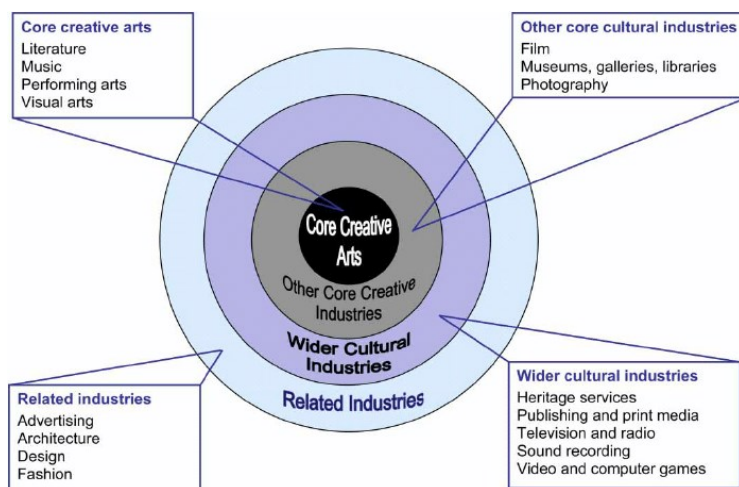 Core creative arts
Literature
Music
Performing arts
Visual arts
Other core cultural industries
Film
Museums, galleries, libraries
Photography
Core Creative
Arts
Other Core Creative
Industries
Wider Cultural
Industries
Related Industries
Related industries
Advertising
Architecture
Design
Fashion
Wider cultural industries
Heritage services
Publishing and print media
Television and radio
Sound recording
Video and computer games